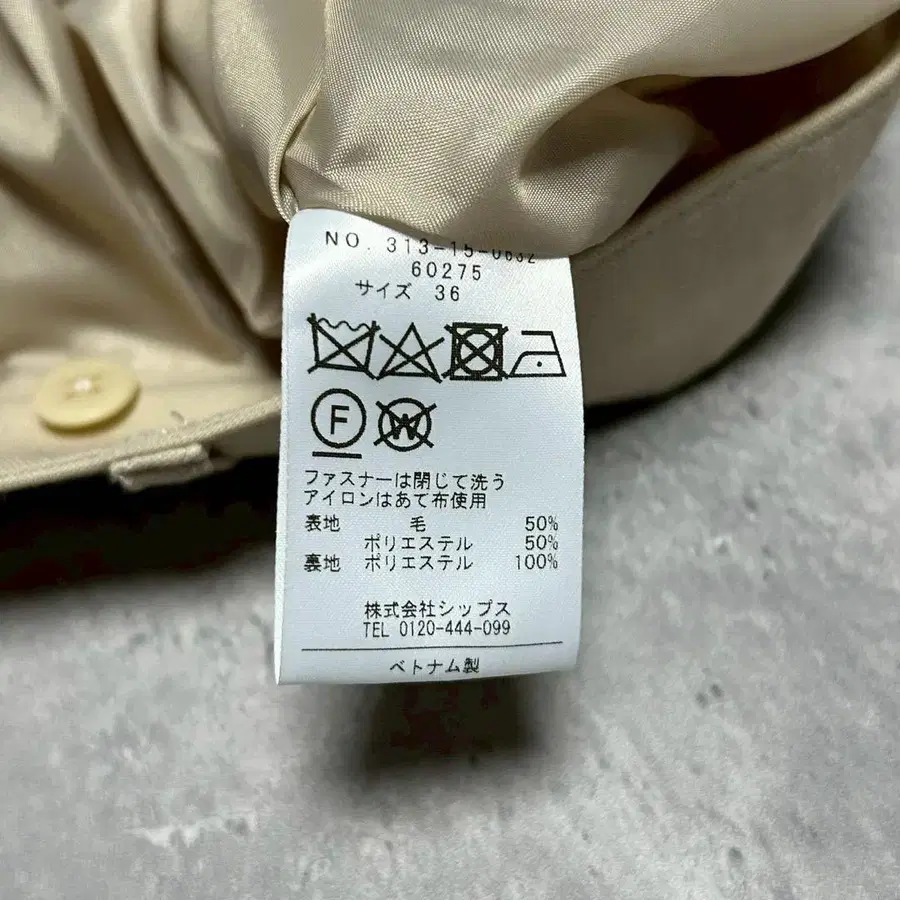 NO. 313-15-0632
60275
サイズ 36
F
W
ファスナーは閉じて洗う
アイロンはあて布使用
表地 毛 50%
ポリエステル 50%
裏地 ポリエステル 100%
株式会社シップス
TEL 0120-444-099
ベトナム製